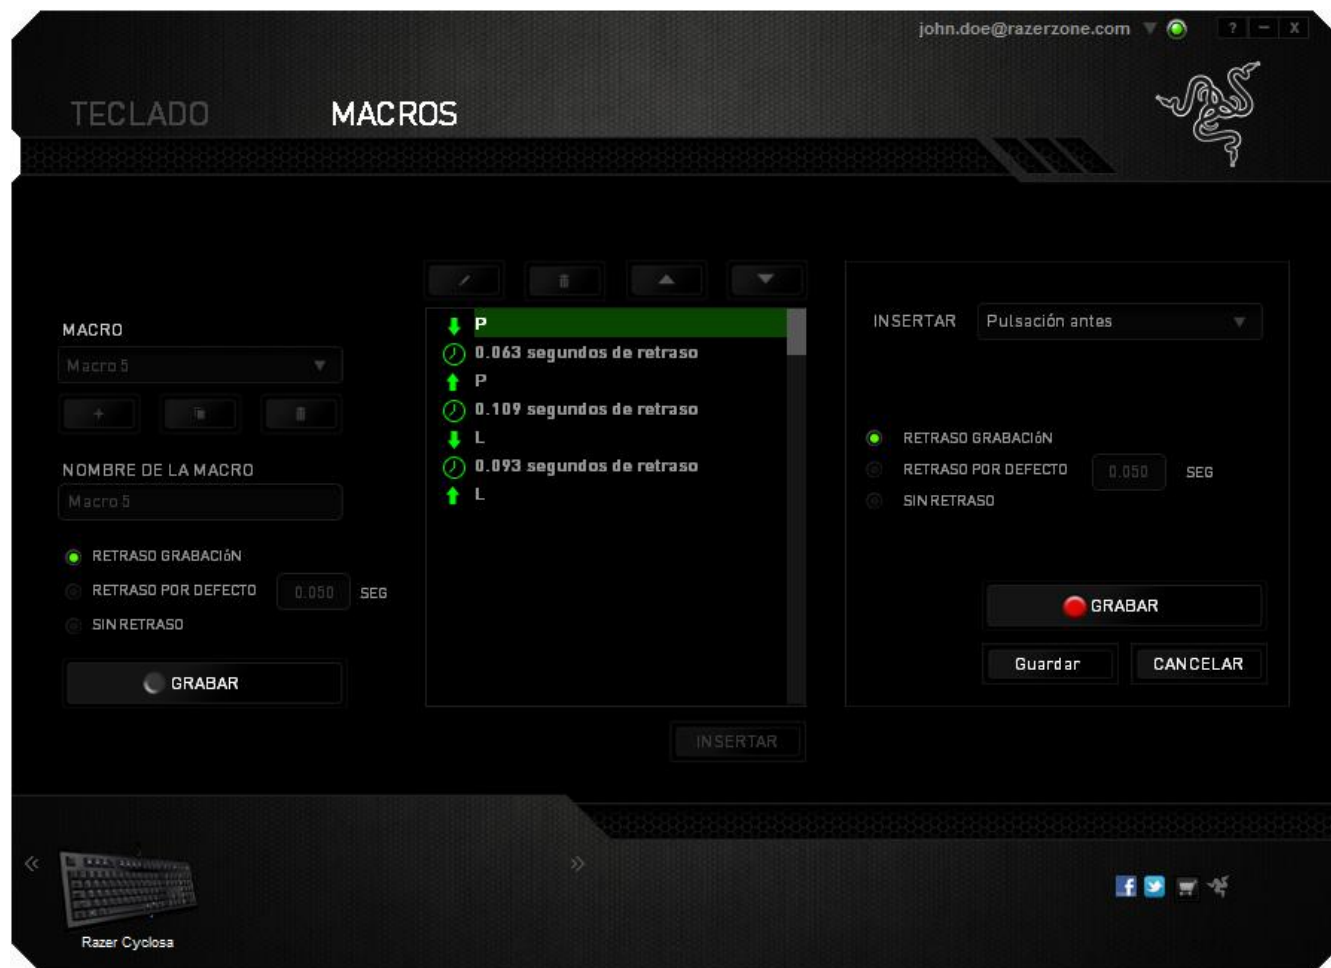 john.doe@razerzone.com
? – X
TECLADO MACROS
MACRO
Macro 5
NOMBRE DE LA MACRO
Macro 5
RETRASO GRABACIÓN
RETRASO POR DEFECTO 0.050 SEG
SIN RETRASO
GRABAR
P
0.063 segundos de retraso
P
0.109 segundos de retraso
L
0.093 segundos de retraso
L
INSERTAR
INSERTAR Pulsación antes
RETRASO GRABACIÓN
RETRASO POR DEFECTO 0.050 SEG
SIN RETRASO
GRABAR
Guardar CANCELAR
Razer Cyclosa